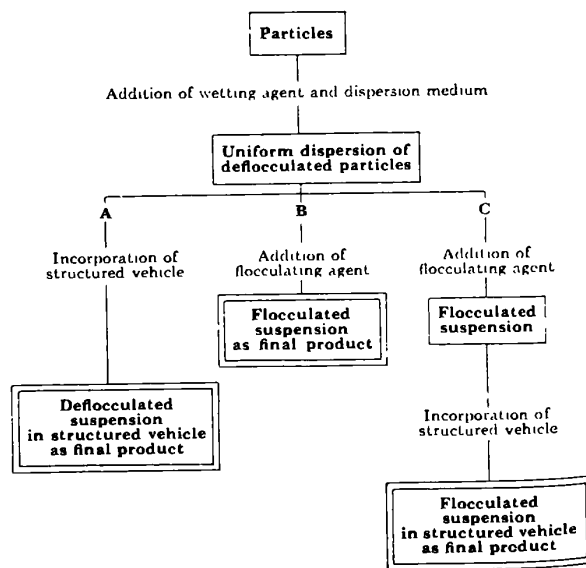 Particles
Addition of wetting agent and dispersion medium
Uniform dispersion of
deflocculated particles
A
B
C
Incorporation of
structured vehicle
Addition of
flocculating agent
Addition of
flocculating agent
Flocculated
suspension
as final product
Flocculated
suspension
Deflocculated
suspension
in structured vehicle
as final product
Incorporation of
structured vehicle
Flocculated
suspension
in structured vehicle
as final product